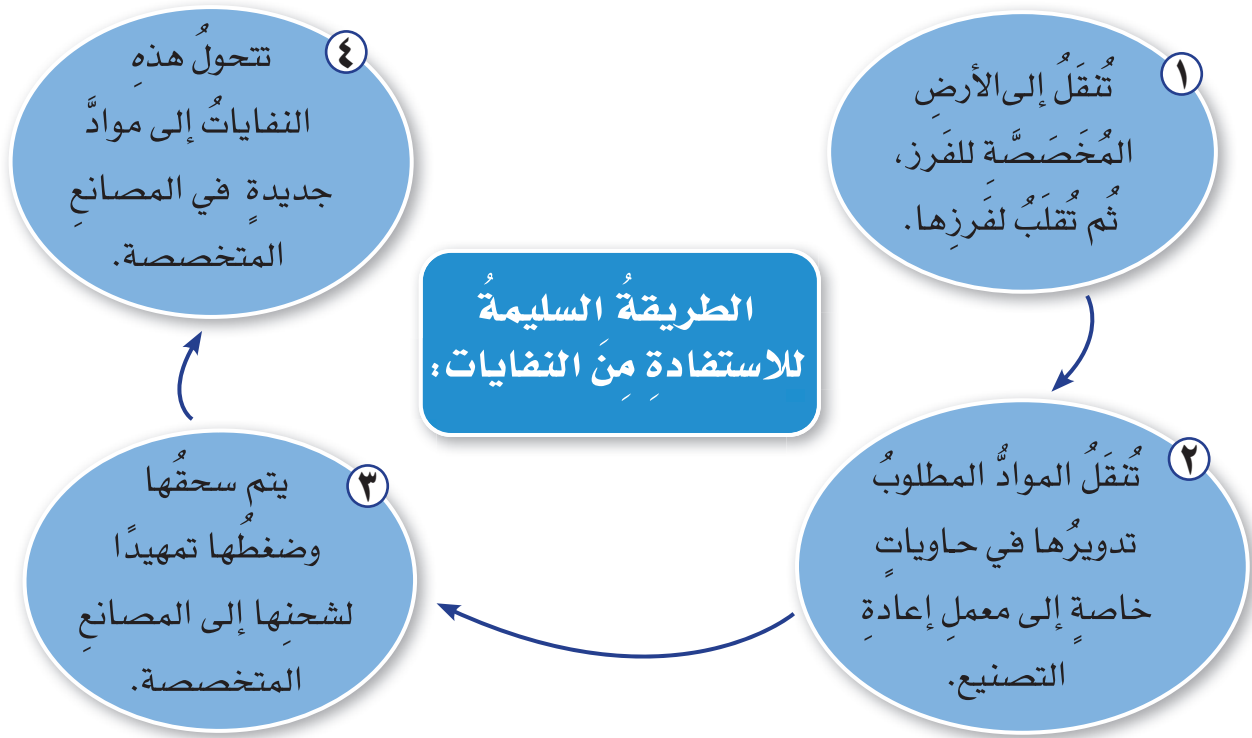 الطريقةُ السليمةُ
للاستفادةِ مِنَ النفايات:
١
تُنقَلُ إلى الأرضِ
المُخَصَصَّةِ للفَرز،
ثُم تُقلَبُ لفَرزِها.
٢
تُنقَلُ الموادُّ المطلوبُ
تدويرُها في حاوياتٍ
خاصةٍ إلى معملِ إعادةِ
التصنيع.
٣
يتم سحقُها
وضغطُها تمهيدًا
لشحنِها إلى المصانعِ
المتخصصة.
٤
تتحولُ هذهِ
النفاياتُ إلى موادَّ
جديدةٍ في المصانعِ
المتخصصة.